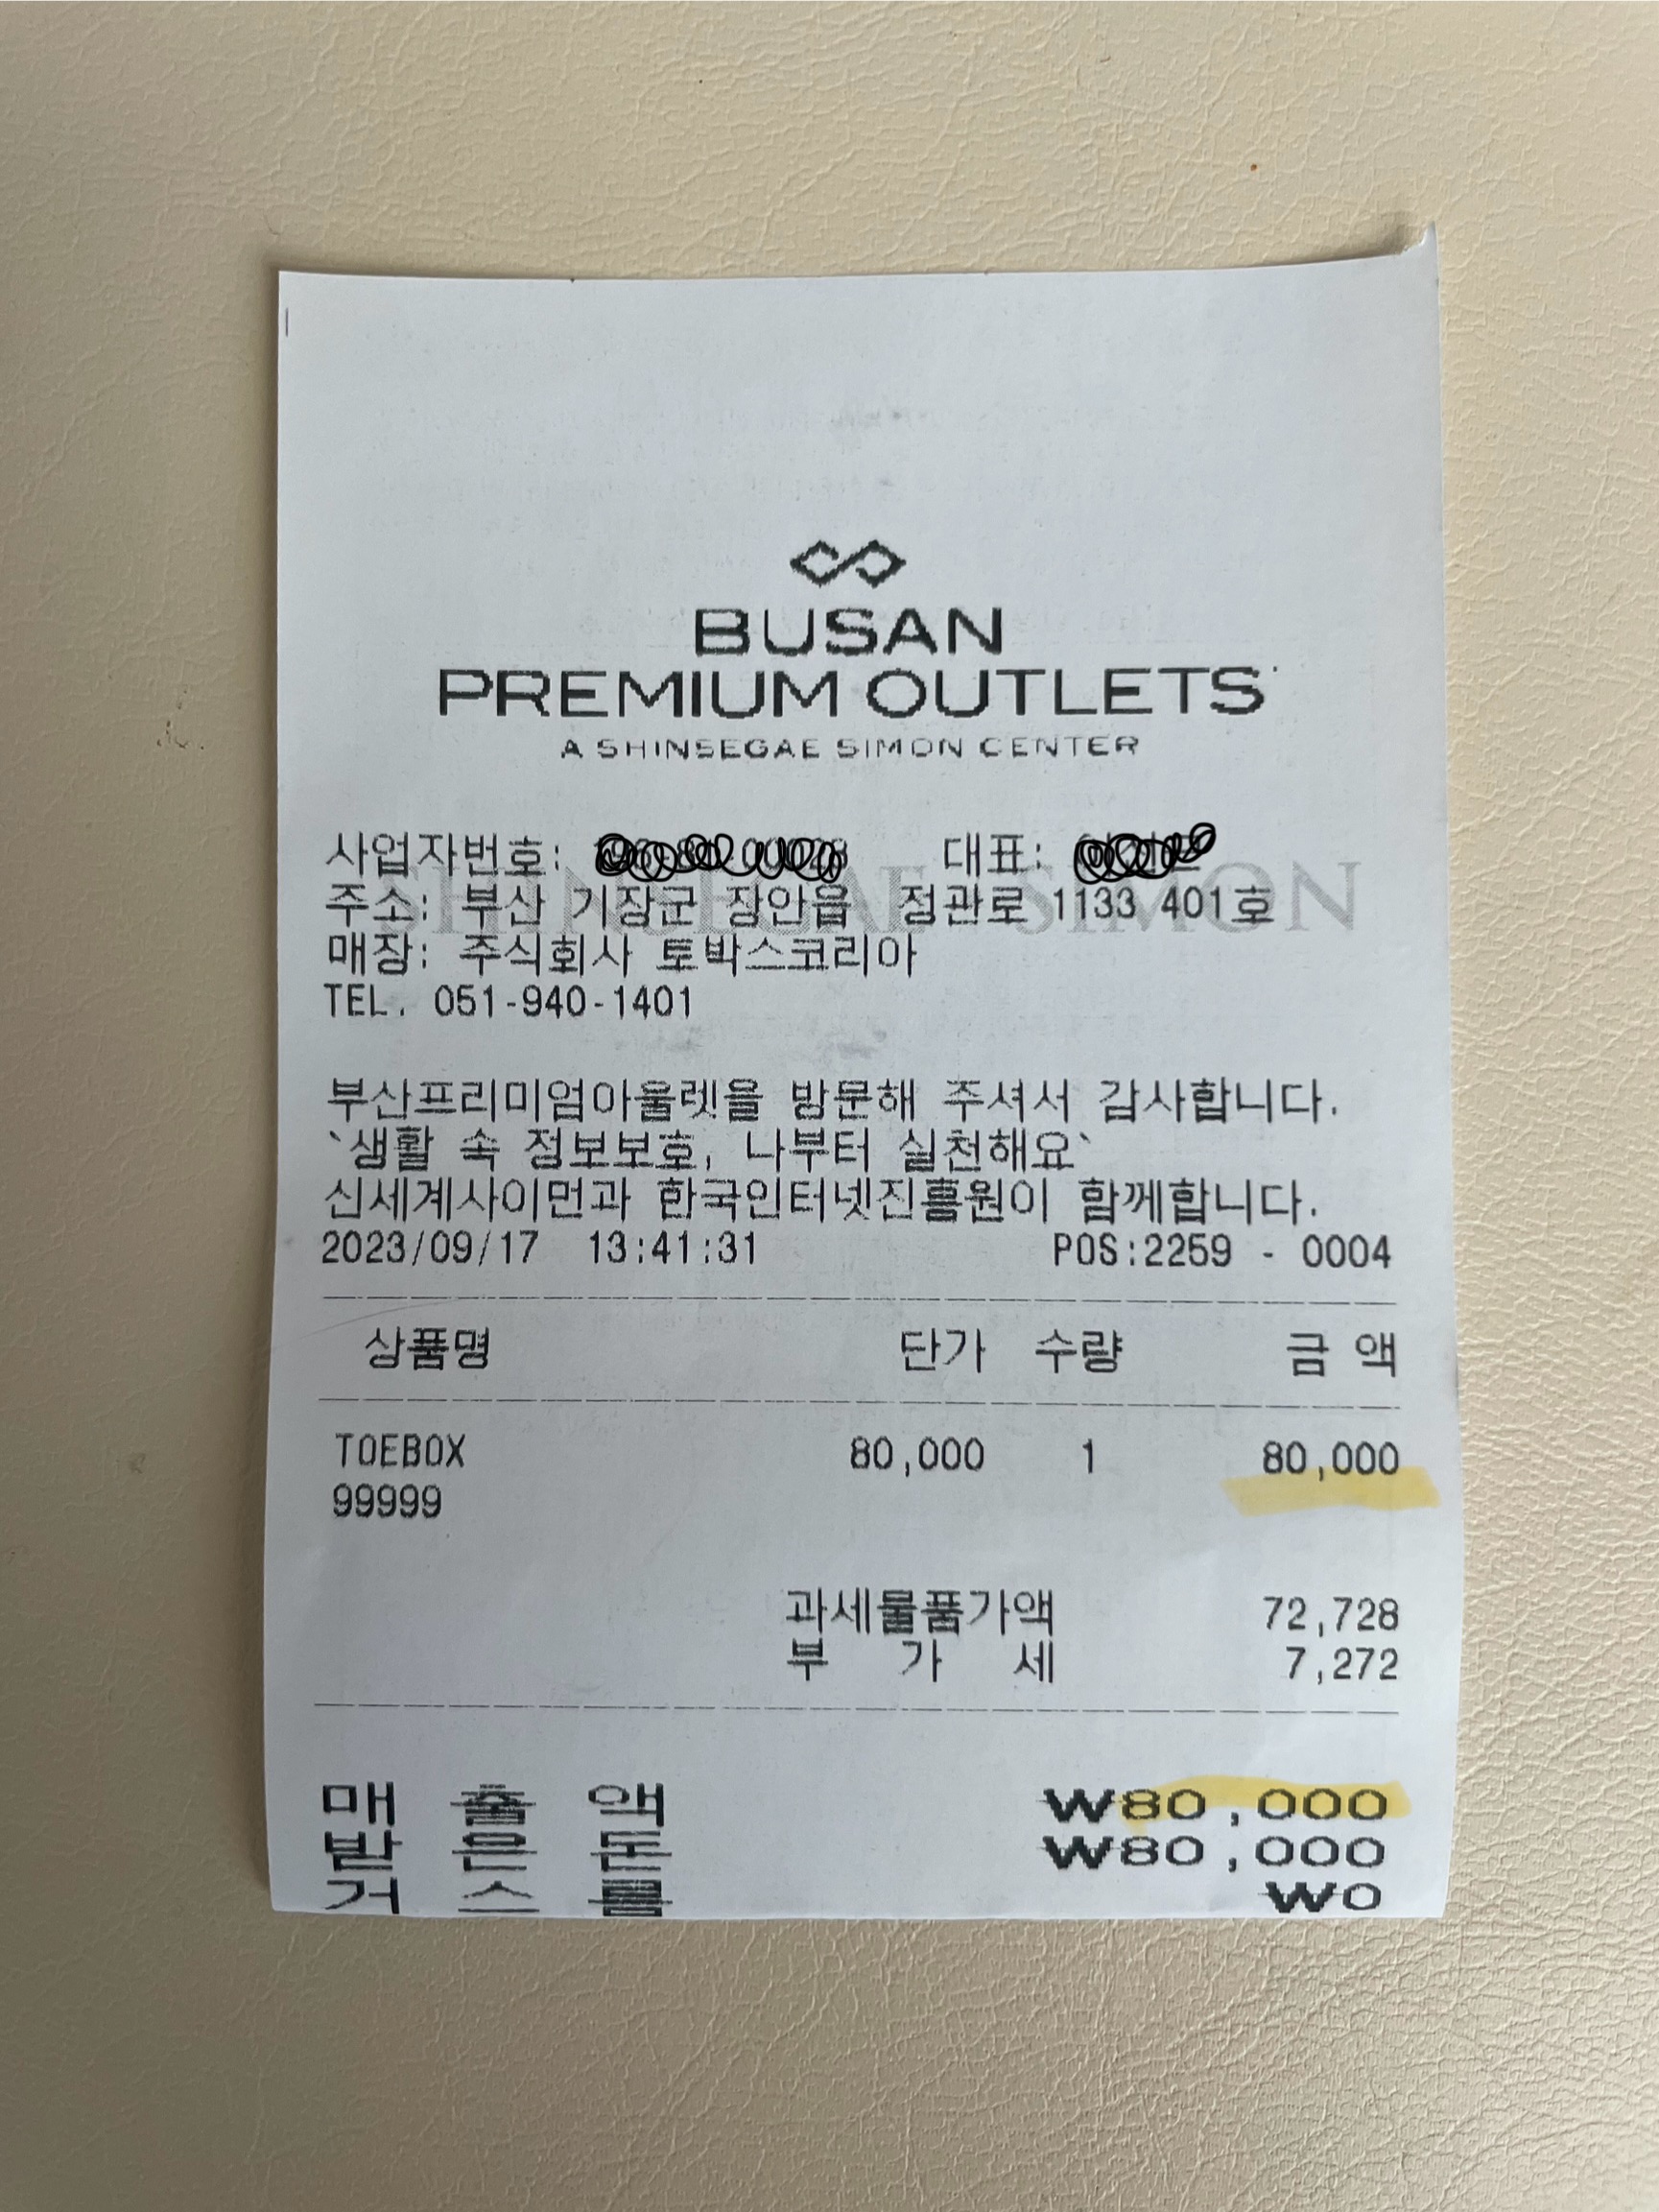 BUSAN
PREMIUM OUTLETS
A SHINSEGAE SIMON CENTER
사업자번호: 대표:
SHINSEGAE SIMON
주소: 부산 기장군 장안읍 정관로 1133 401호
매장: 주식회사 토박스코리아
TEL. 051-940-1401
부산프리미엄아울렛을 방문해 주셔서 감사합니다.
`생활 속 정보보호, 나부터 실천해요`
신세계사이먼과 한국인터넷진흥원이 함께합니다.
2023/09/17 13:41:31 POS:2259 - 0004
상품명 단가 수량 금 액
TOEBOX 80,000 1 80,000
99999
과세물품가액 72,728
부 가 세 7,272
매 출 액 ₩80,000
받 은 돈 ₩80,000
거 스 름 ₩0